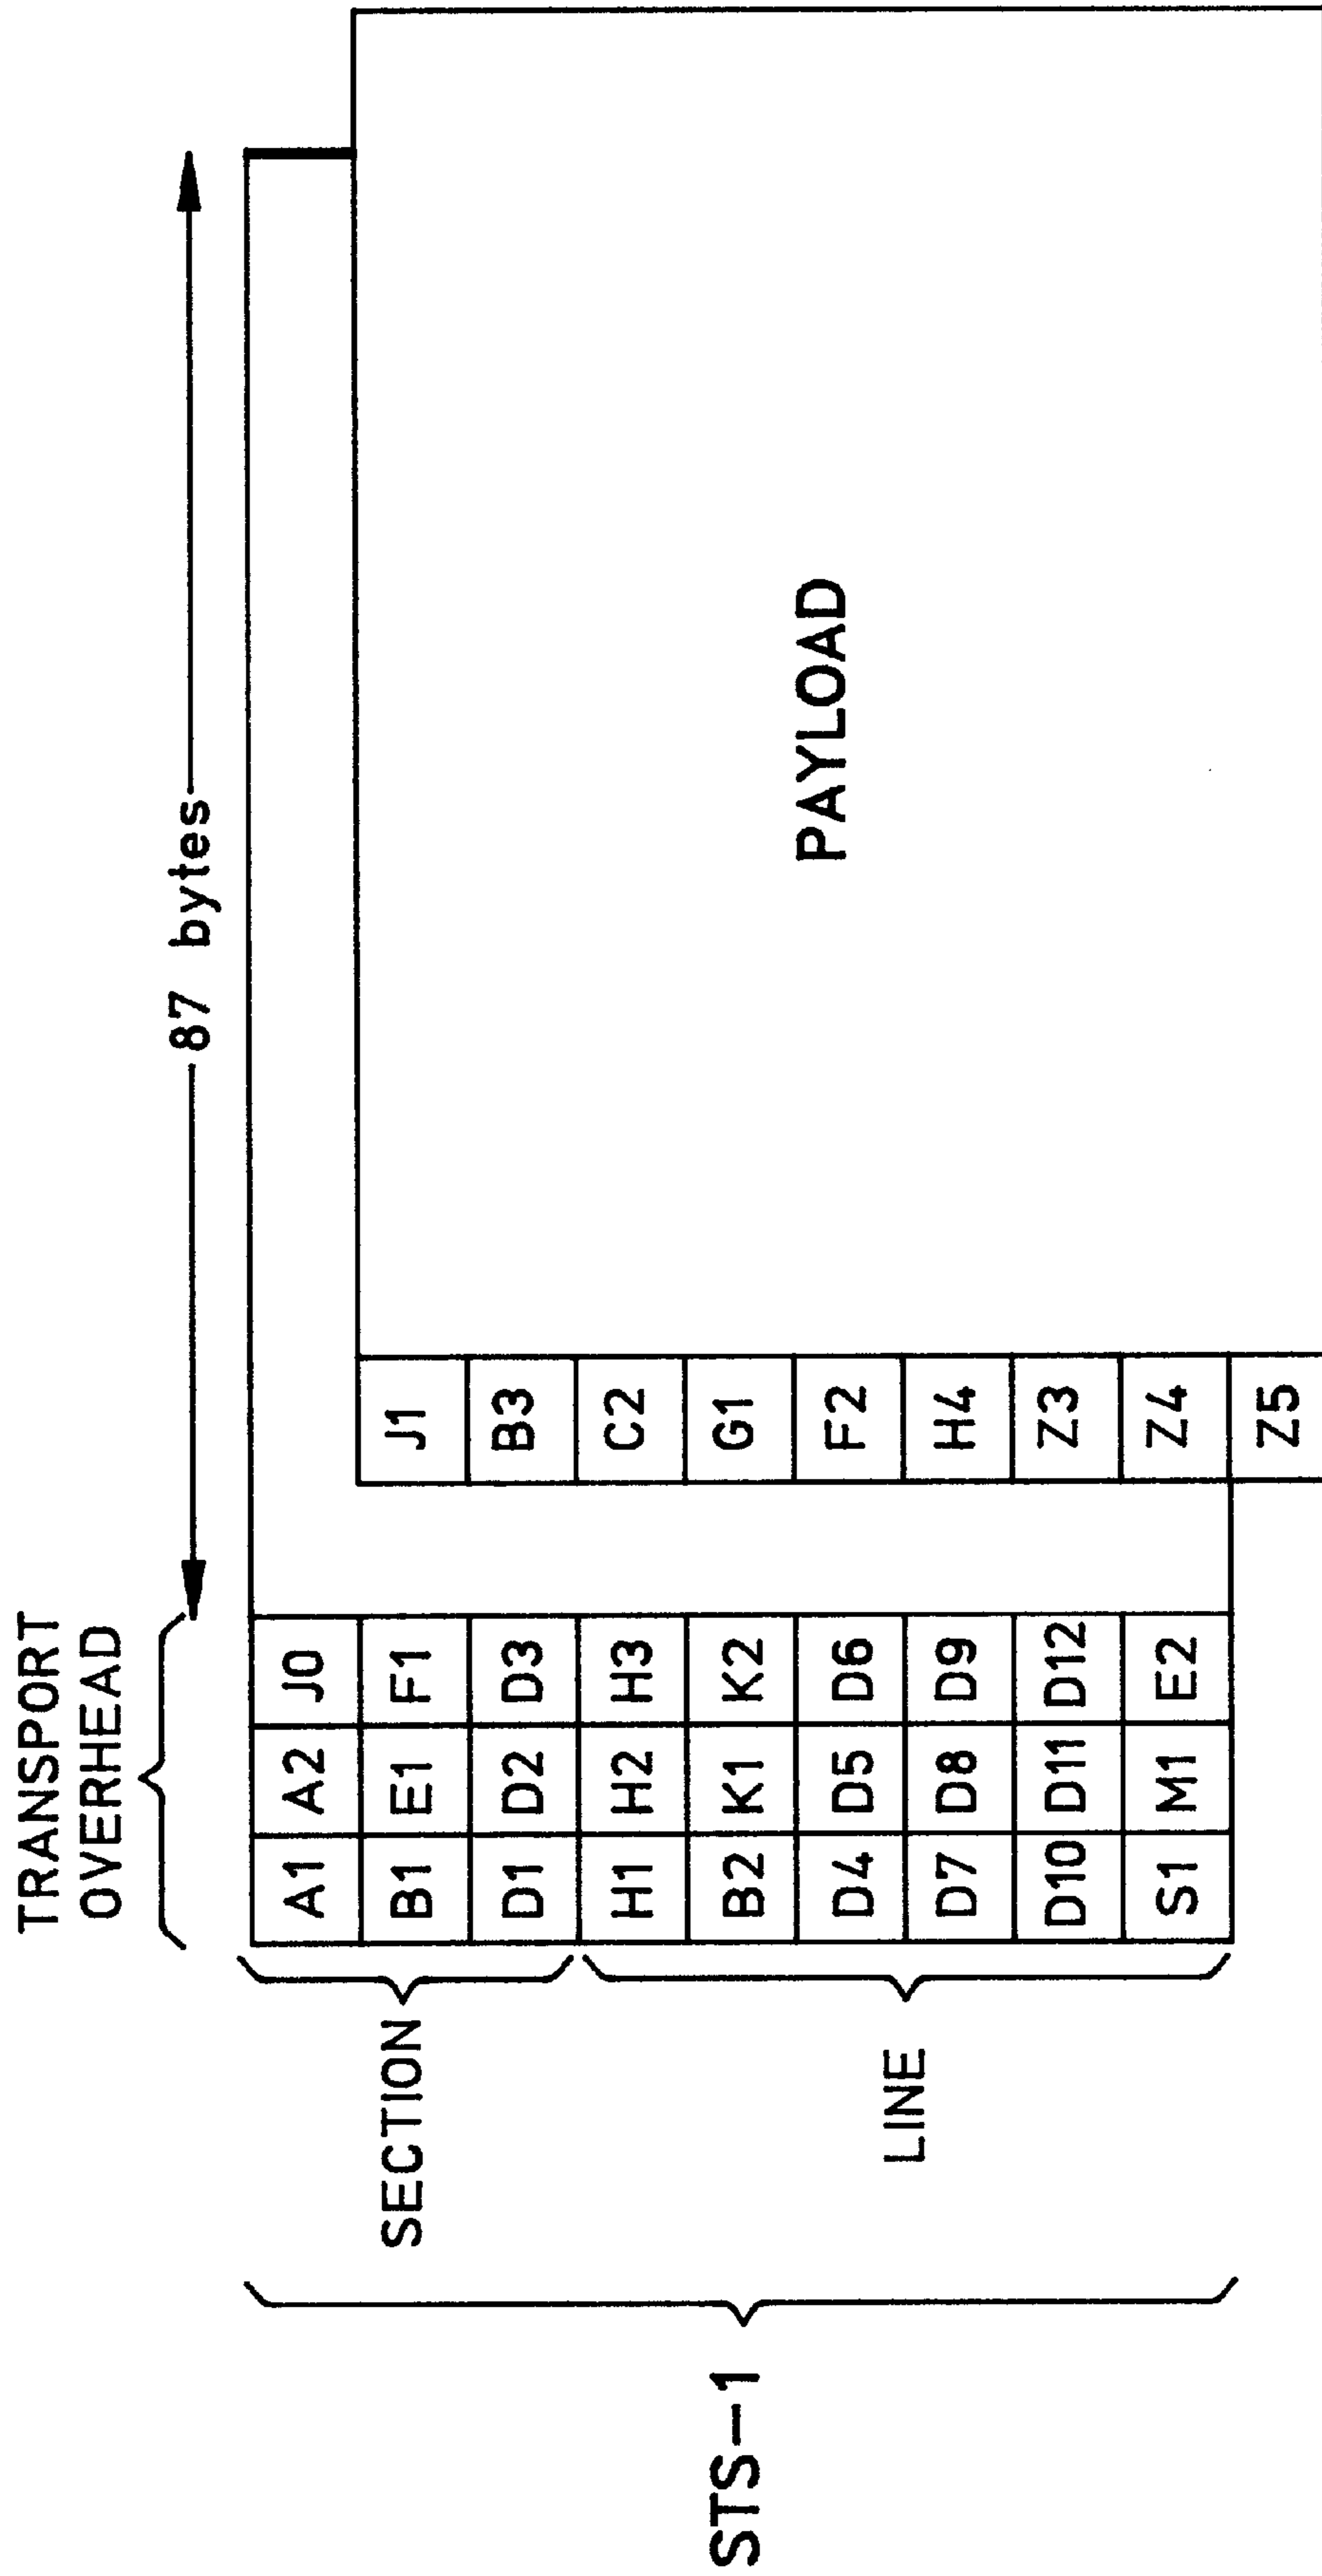 TRANSPORT
OVERHEAD
87 bytes
STS-1
SECTION
LINE
A1 A2 J0
B1 E1 F1
D1 D2 D3
H1 H2 H3
B2 K1 K2
D4 D5 D6
D7 D8 D9
D10 D11 D12
S1 M1 E2
J1
B3
C2
G1
F2
H4
Z3
Z4
Z5
PAYLOAD